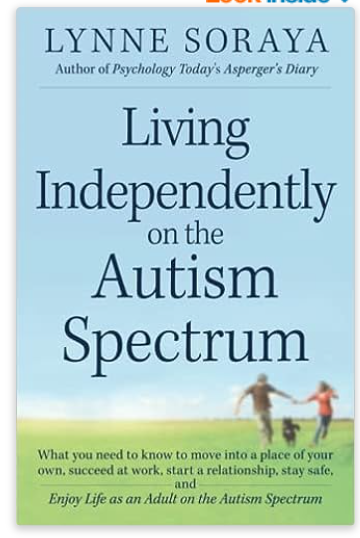 LYNNE SORAYA
Author of Psychology Today's Asperger's Diary
Living
Independently
on the
Autism
Spectrum
What you need to know to move into a place of your
own, succeed at work, start a relationship, stay safe,
and
Enjoy Life as an Adult on the Autism Spectrum